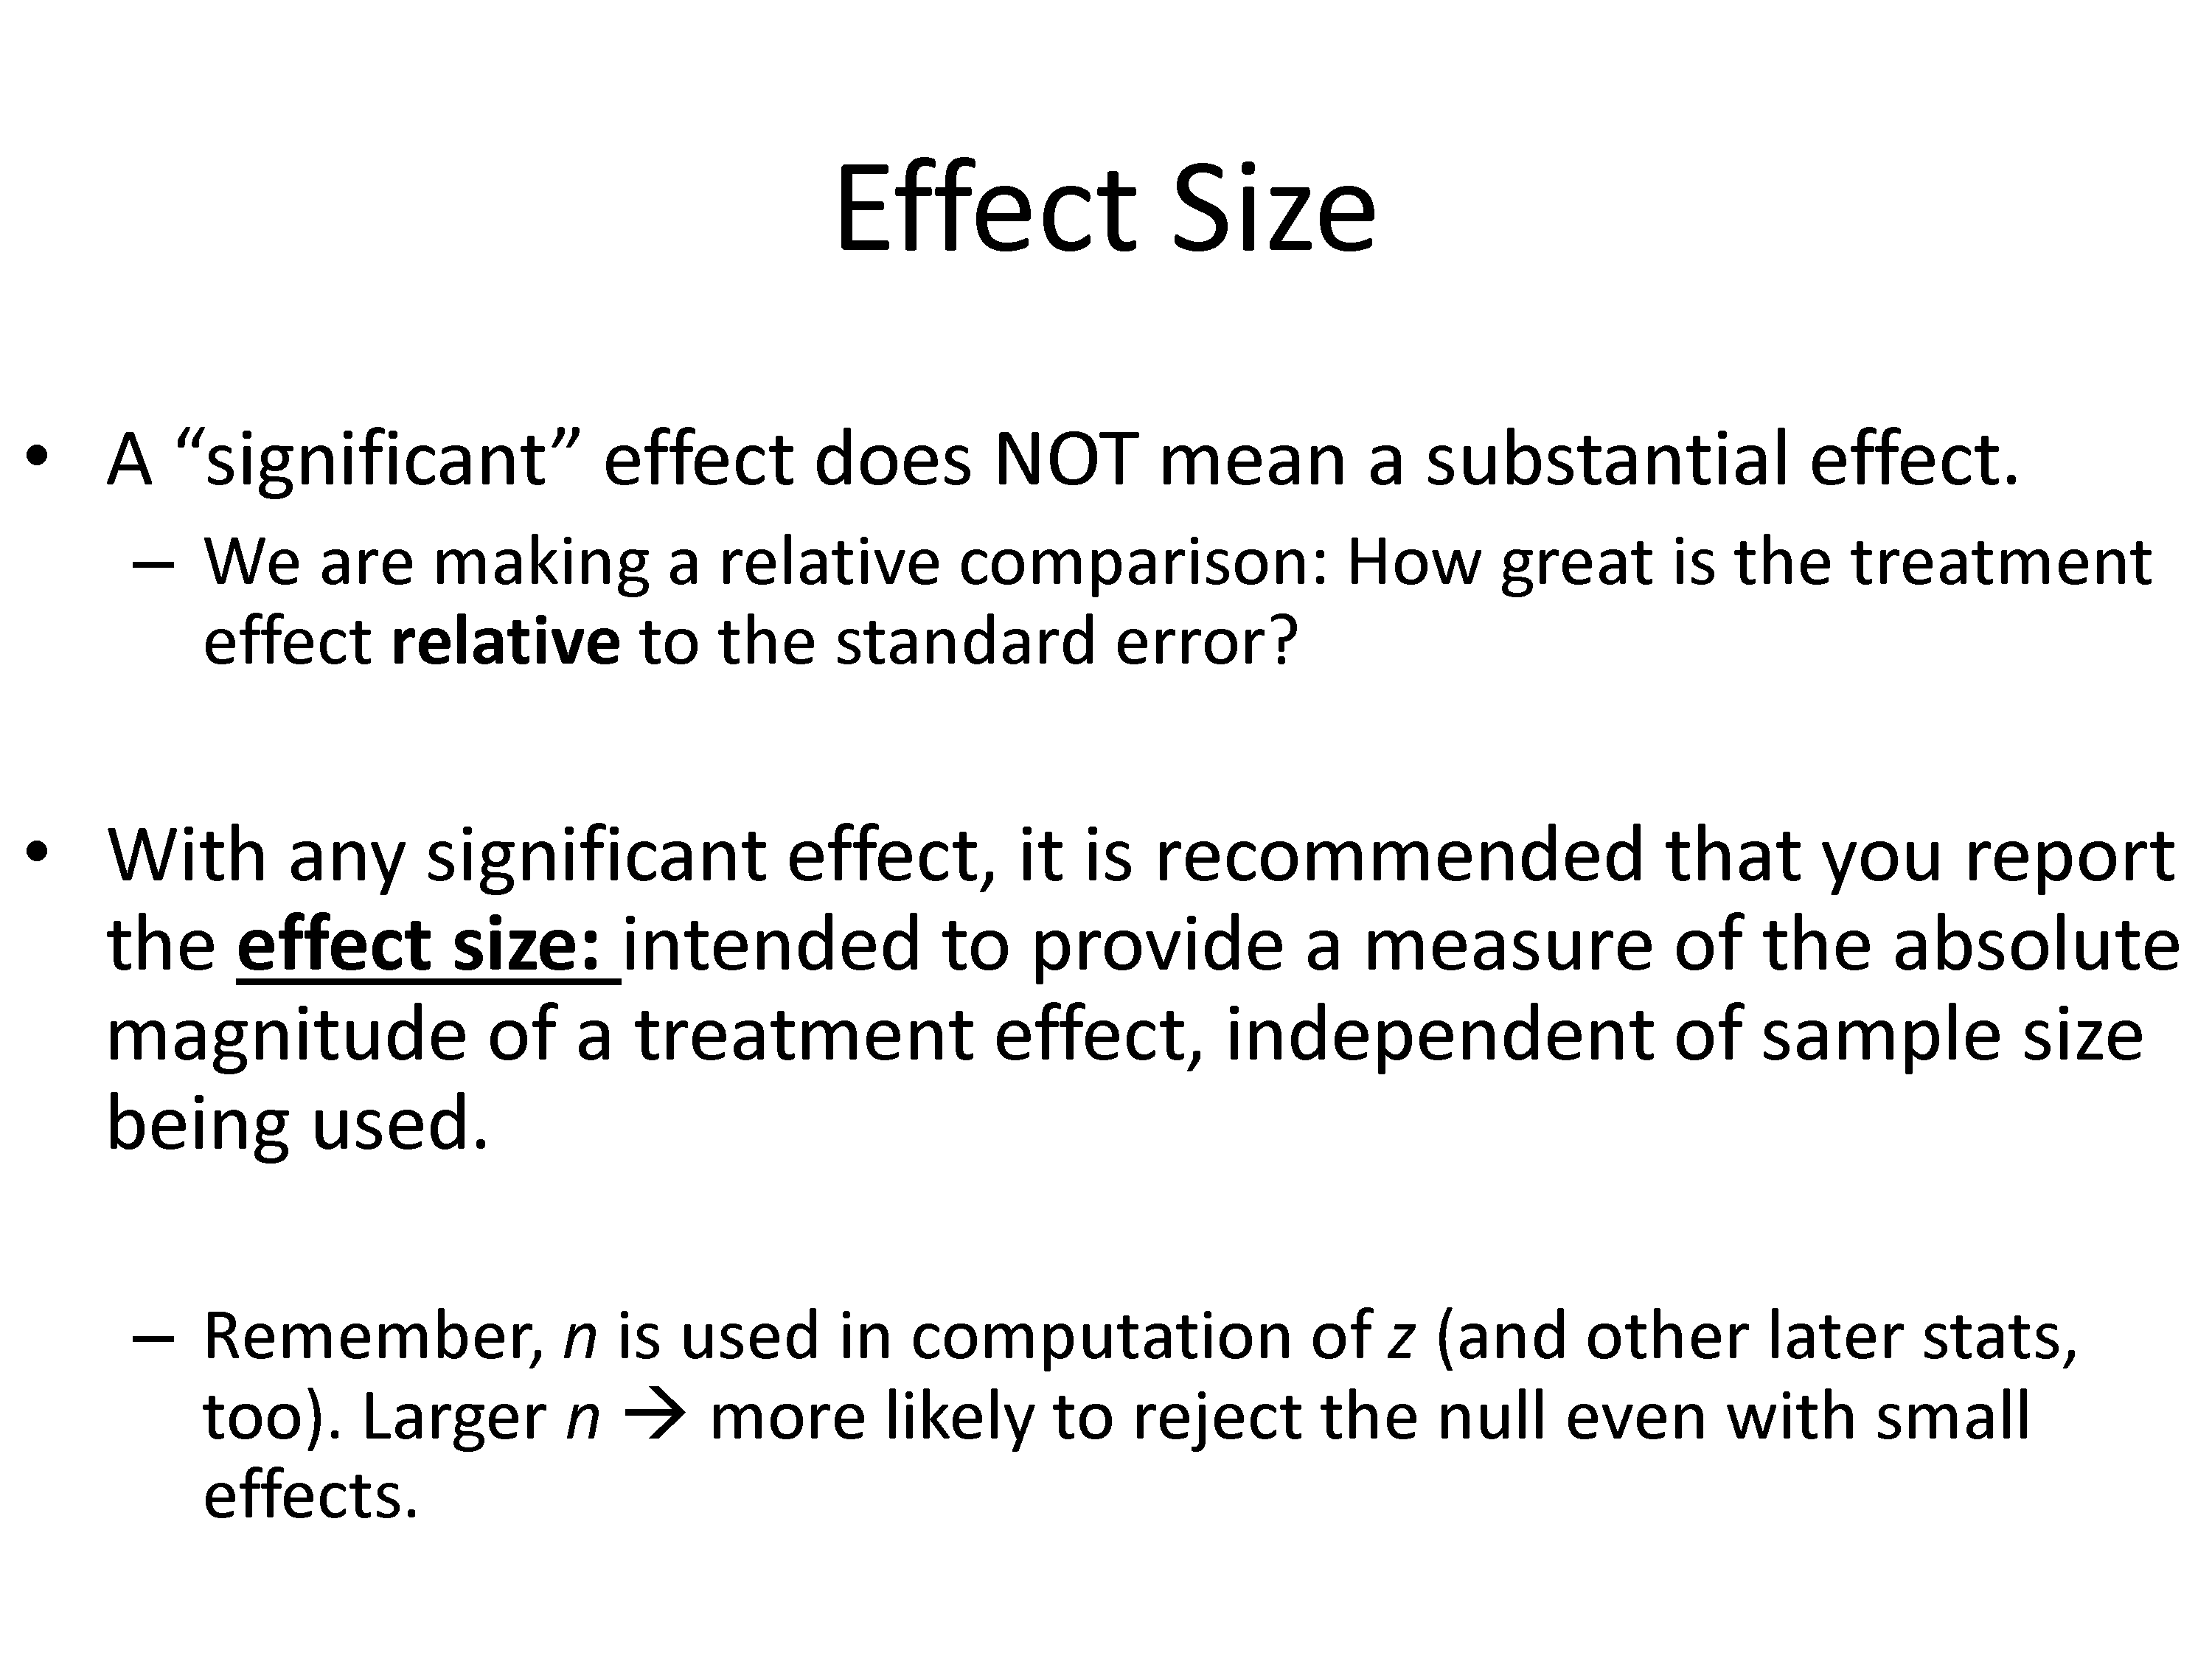 Effect Size
• A “significant” effect does NOT mean a substantial effect.
– We are making a relative comparison: How great is the treatment
effect relative to the standard error?
• With any significant effect, it is recommended that you report
the effect size: intended to provide a measure of the absolute
magnitude of a treatment effect, independent of sample size
being used.
– Remember, n is used in computation of z (and other later stats,
too). Larger n → more likely to reject the null even with small
effects.